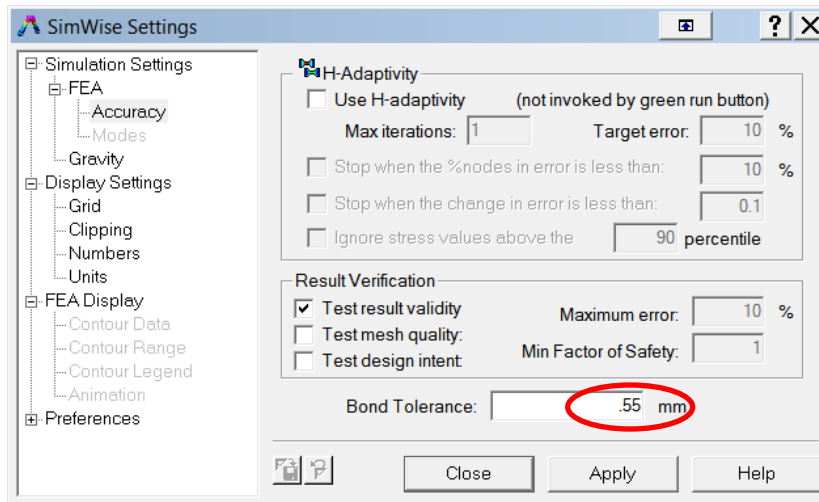 SimWise Settings
?
Simulation Settings
FEA
Accuracy
Modes
Gravity
Display Settings
Grid
Clipping
Numbers
Units
FEA Display
Contour Data
Contour Range
Contour Legend
Animation
Preferences
H-Adaptivity
Use H-adaptivity (not invoked by green run button)
Max iterations: 1 Target error: 10 %
Stop when the %nodes in error is less than: 10 %
Stop when the change in error is less than: 0.1
Ignore stress values above the 90 percentile
Result Verification
Test result validity Maximum error: 10 %
Test mesh quality:
Test design intent: Min Factor of Safety: 1
Bond Tolerance: .55 mm
Close Apply Help